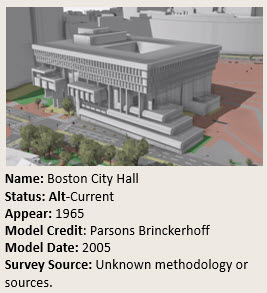 Name: Boston City Hall
Status: Alt-Current
Appear: 1965
Model Credit: Parsons Brinckerhoff
Model Date: 2005
Survey Source: Unknown methodology or
sources.